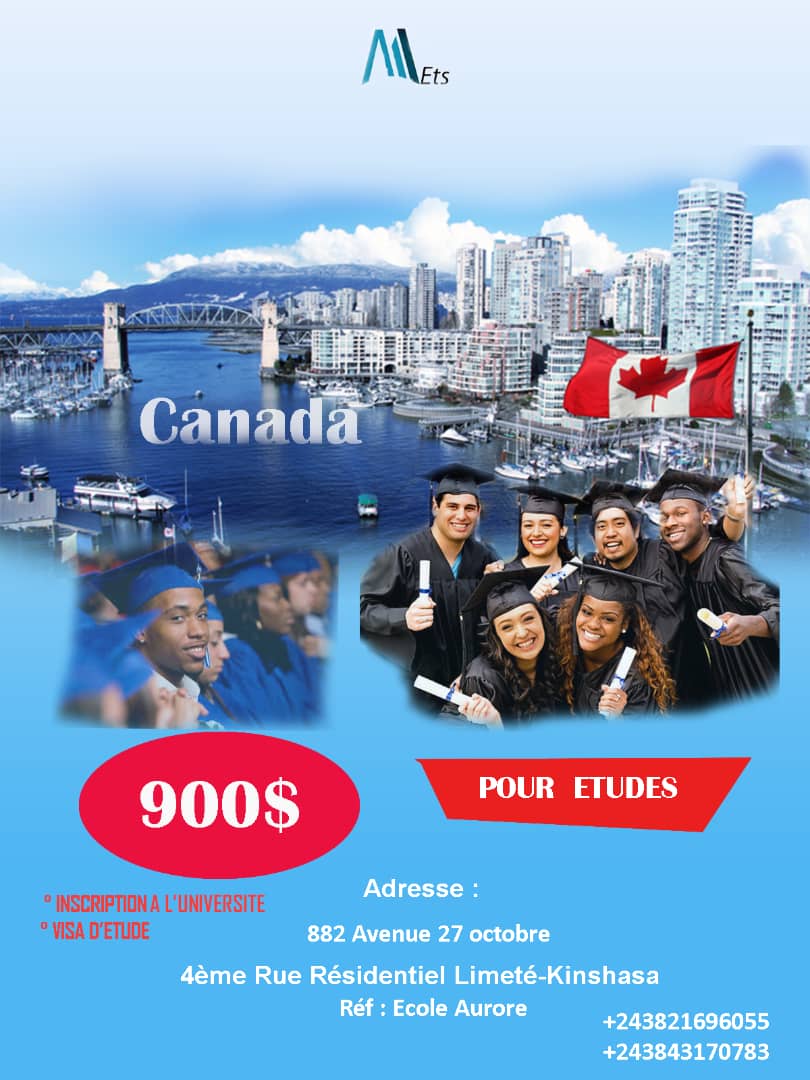 Ets
Canada
900$
POUR ETUDES
° INSCRIPTION A L'UNIVERSITE
° VISA D'ETUDE
Adresse :
882 Avenue 27 octobre
4ème Rue Résidentiel Limeté-Kinshasa
Réf : Ecole Aurore
+243821696055
+243843170783